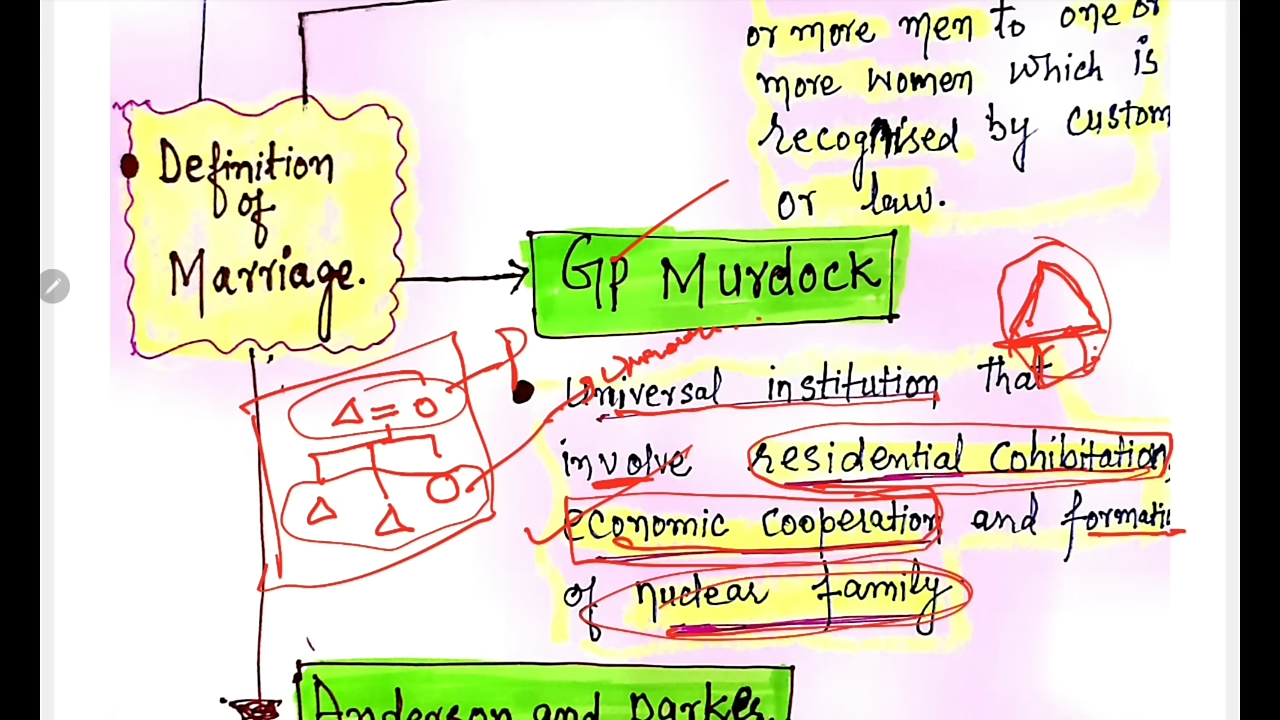 or more men to one or
more women which is
recognised by custom
or law.
Definition
of
Marriage.
GP Murdock
Universal institution that
involve residential cohibitation,
economic cooperation and formati
of nuclear family
Δ = O
P
Δ Δ O
Anderson and Parker